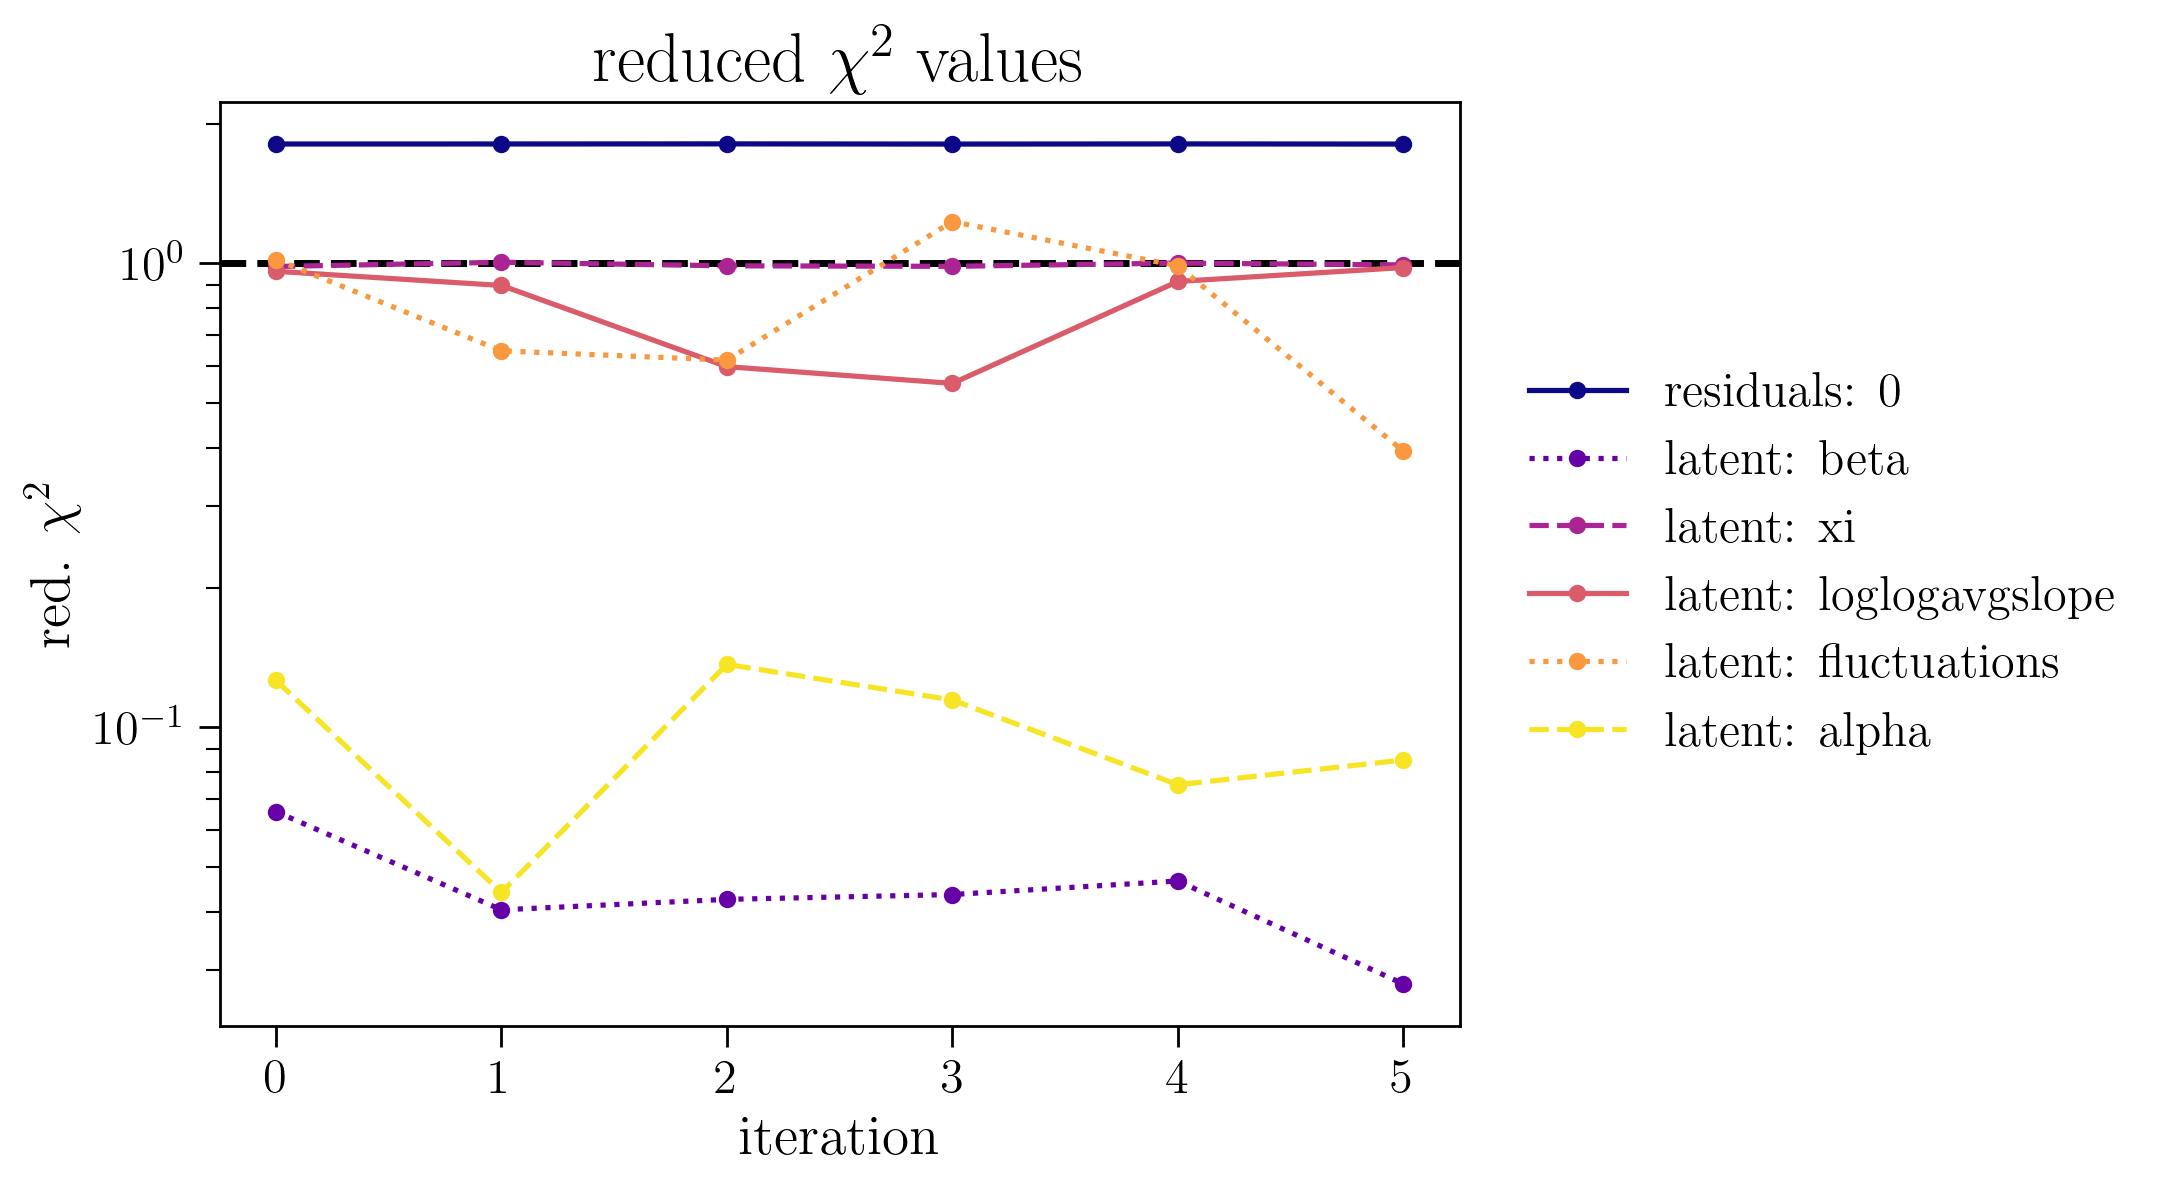 reduced χ² values
red. χ²
10⁰
10⁻¹
0 1 2 3 4 5
iteration
residuals: 0
latent: beta
latent: xi
latent: loglogavgslope
latent: fluctuations
latent: alpha